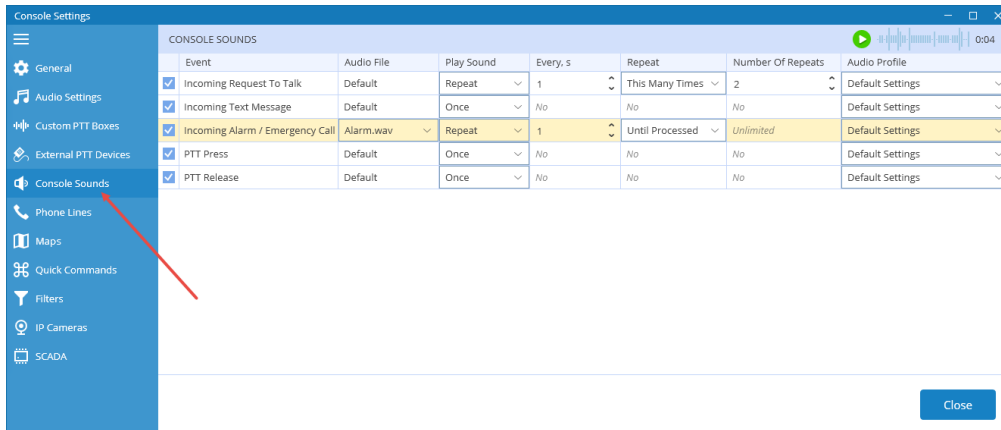 Console Settings
CONSOLE SOUNDS 0:04
General
Audio Settings
Custom PTT Boxes
External PTT Devices
Console Sounds
Phone Lines
Maps
Quick Commands
Filters
IP Cameras
SCADA
Event Audio File Play Sound Every, s Repeat Number Of Repeats Audio Profile
Incoming Request To Talk Default Repeat 1 This Many Times 2 Default Settings
Incoming Text Message Default Once No No No Default Settings
Incoming Alarm / Emergency Call Alarm.wav Repeat 1 Until Processed Unlimited Default Settings
PTT Press Default Once No No No Default Settings
PTT Release Default Once No No No Default Settings
Close